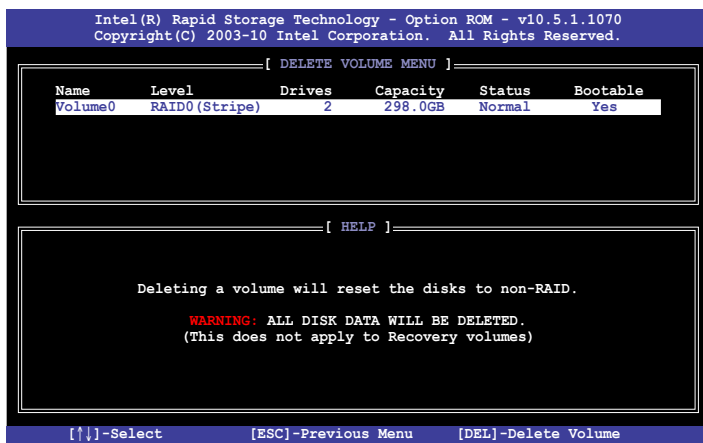 Intel(R) Rapid Storage Technology - Option ROM - v10.5.1.1070
Copyright(C) 2003-10 Intel Corporation. All Rights Reserved.
[ DELETE VOLUME MENU ]
Name Level Drives Capacity Status Bootable
Volume0 RAID0(Stripe) 2 298.0GB Normal Yes
[ HELP ]
Deleting a volume will reset the disks to non-RAID.
WARNING: ALL DISK DATA WILL BE DELETED.
(This does not apply to Recovery volumes)
[↑↓]-Select [ESC]-Previous Menu [DEL]-Delete Volume